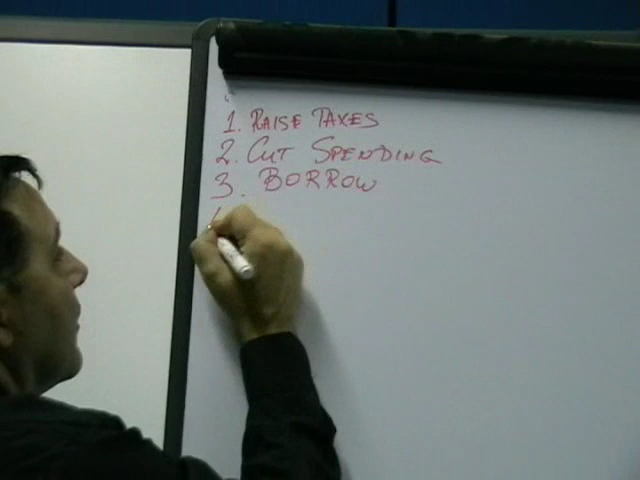 1. RAISE TAXES
2. CUT SPENDING
3. BORROW